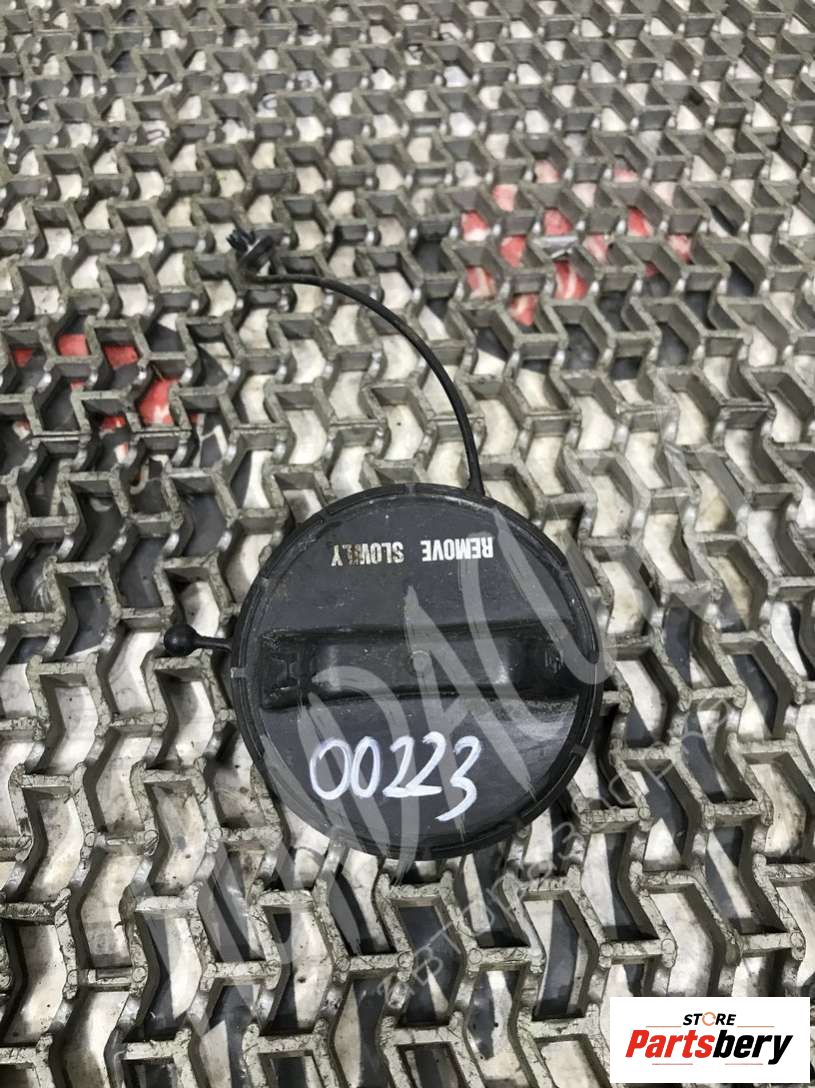 REMOVE SLOWLY
00223
STORE
Partsbery